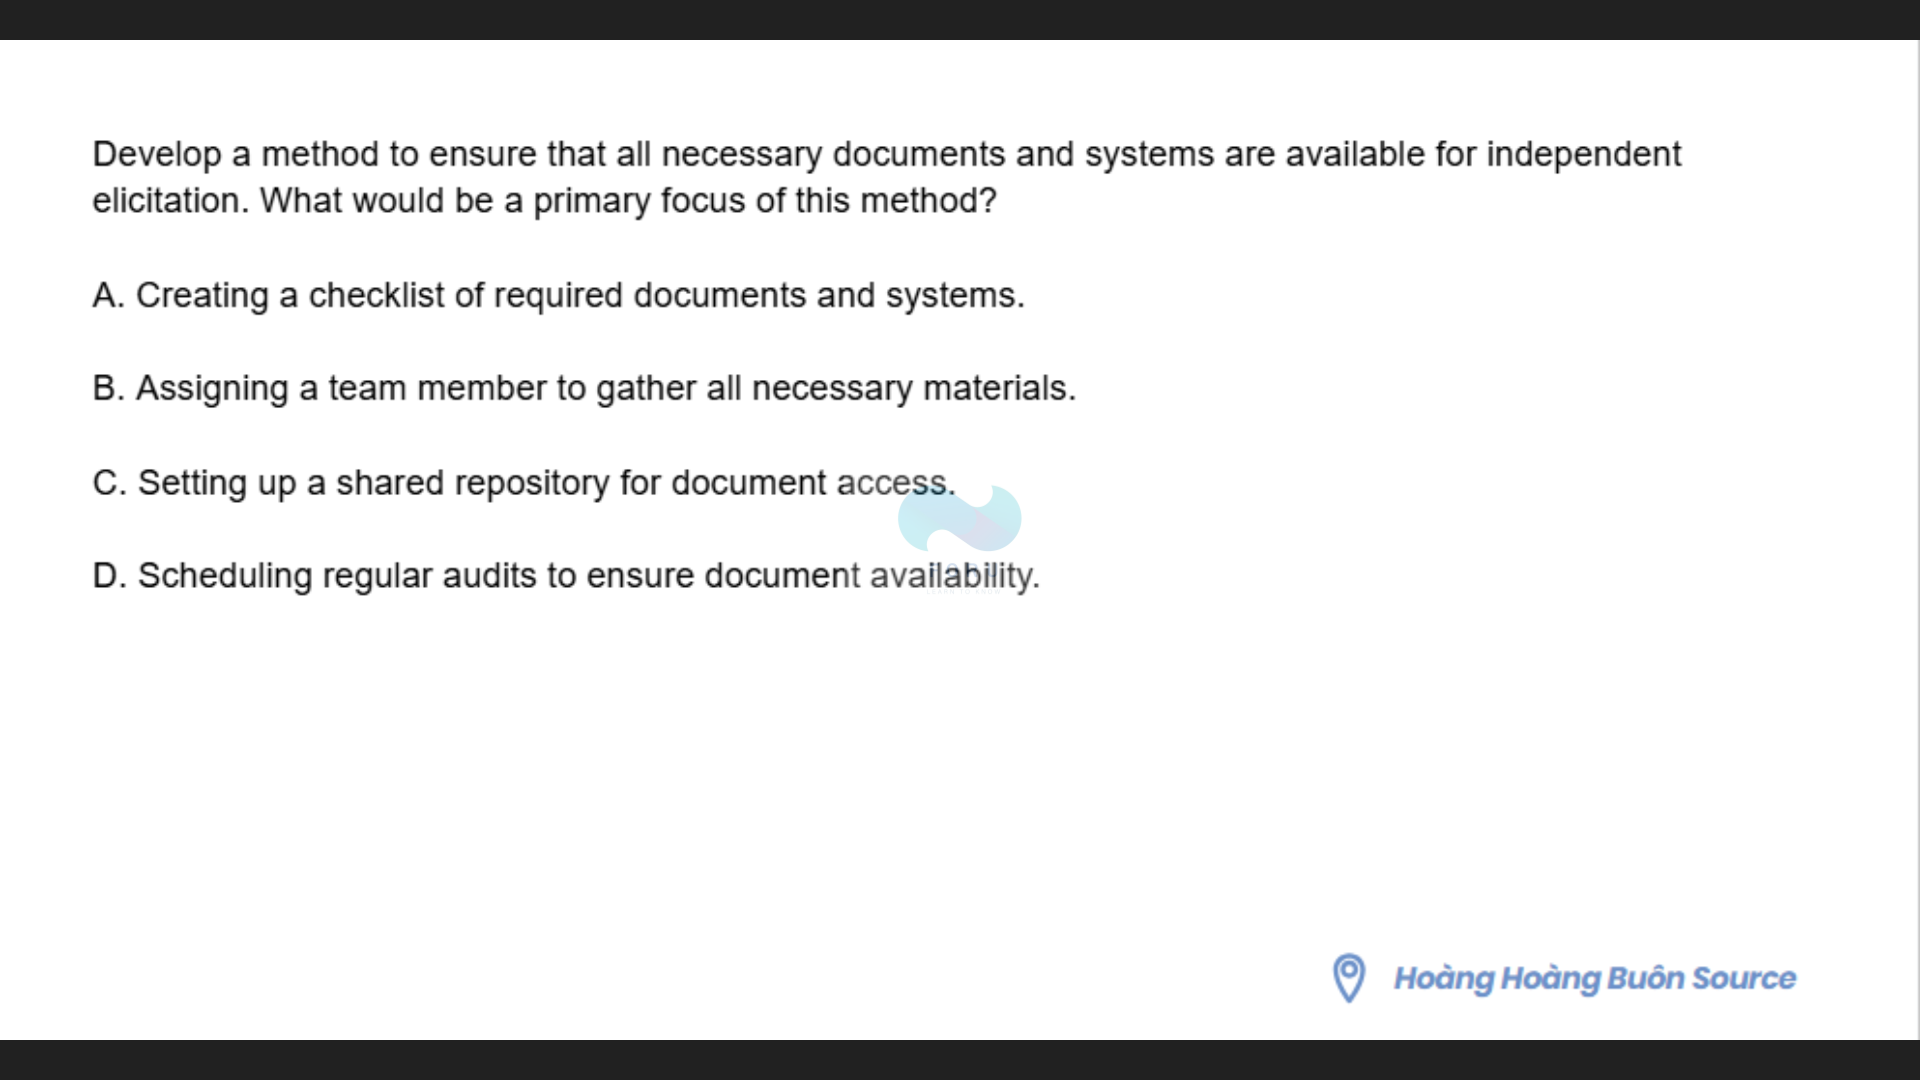 Develop a method to ensure that all necessary documents and systems are available for independent
elicitation. What would be a primary focus of this method?
A. Creating a checklist of required documents and systems.
B. Assigning a team member to gather all necessary materials.
C. Setting up a shared repository for document access.
D. Scheduling regular audits to ensure document availability.
Hoàng Hoàng Buôn Source